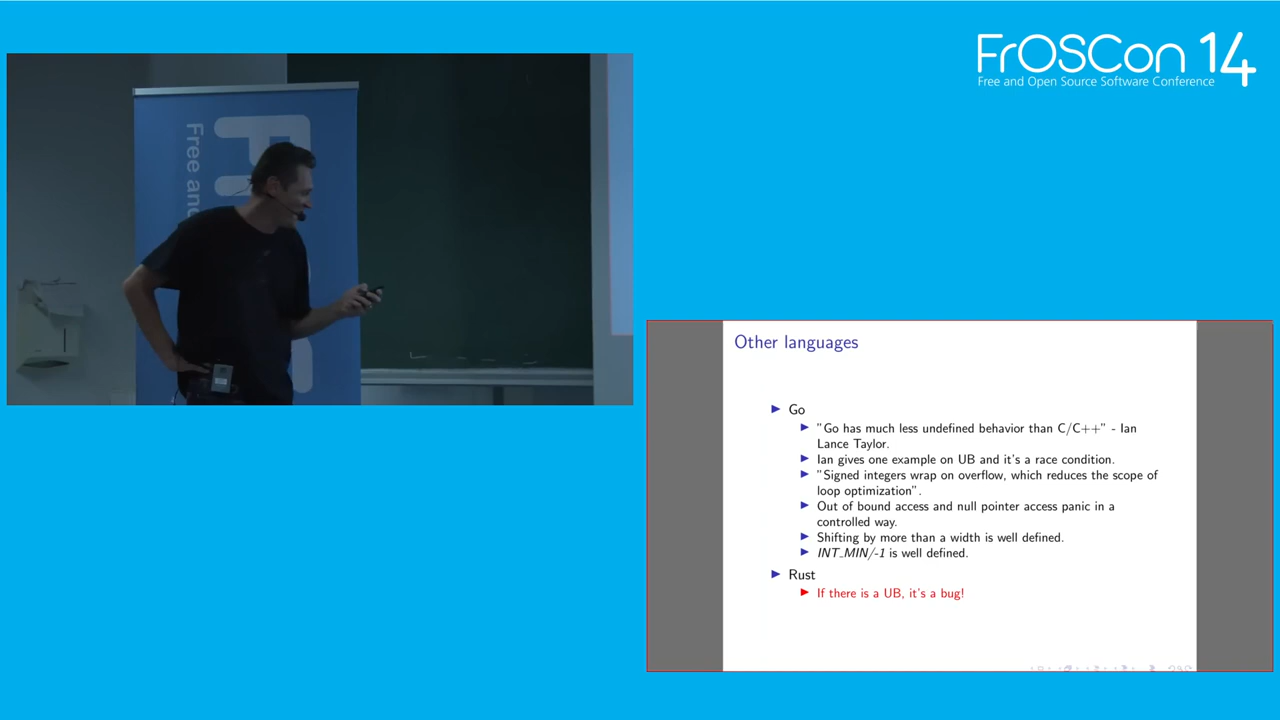 FrOSCon 14
Free and Open Source Software Conference
Free and
Other languages
Go
"Go has much less undefined behavior than C/C++" - Ian
Lance Taylor.
Ian gives one example on UB and it's a race condition.
"Signed integers wrap on overflow, which reduces the scope of
loop optimization".
Out of bound access and null pointer access panic in a
controlled way.
Shifting by more than a width is well defined.
INT_MIN/-1 is well defined.
Rust
If there is a UB, it's a bug!